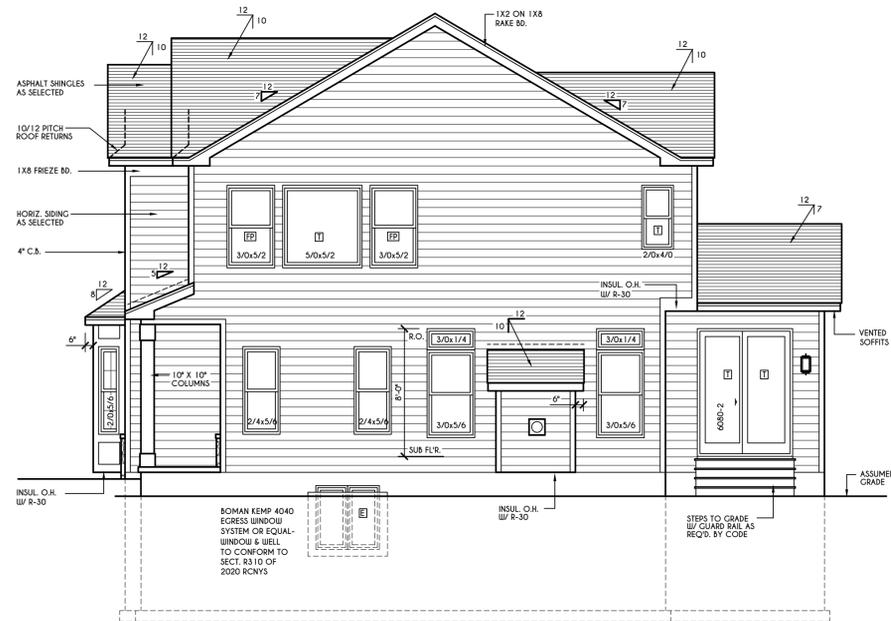 12
10
12
10
1X2 ON 1X8
RAKE BD.
12
10
ASPHALT SHINGLES
AS SELECTED
12
7
12
7
10/12 PITCH
ROOF RETURNS
1X8 FRIEZE BD.
HORIZ. SIDING
AS SELECTED
FP
3/0x5/2
T
5/0x5/2
FP
3/0x5/2
T
2/0x4/0
12
7
4" C.B.
12
5
12
8
INSUL. O.H.
W/ R-30
6"
R.O.
3/0x1/4
12
10
3/0x1/4
VENTED
SOFFITS
10" X 10"
COLUMNS
8'-0"
T
T
2/0x5/6
2/4x5/6
2/4x5/6
3/0x5/6
6"
3/0x5/6
6080-2
SUB FL'R.
ASSUMED
GRADE
INSUL. O.H.
W/ R-30
BOMAN KEMP 4040
EGRESS WINDOW
SYSTEM OR EQUAL-
WINDOW & WELL
TO CONFORM TO
SECT. R310 OF
2020 RCNYS
E
INSUL. O.H.
W/ R-30
STEPS TO GRADE
W/ GUARD RAIL AS
REQ'D. BY CODE